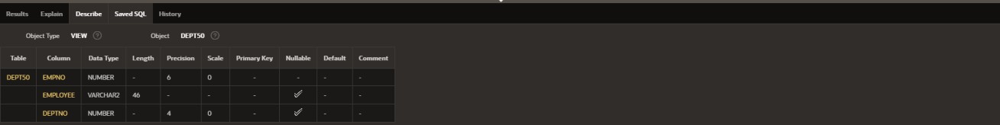 Results Explain Describe Saved SQL History
Object Type VIEW ? Object DEPT50 ?
Table Column Data Type Length Precision Scale Primary Key Nullable Default Comment
DEPT50 EMPNO NUMBER - 6 0 - - - -
EMPLOYEE VARCHAR2 46 - - - ✓ - -
DEPTNO NUMBER - 4 0 - ✓ - -